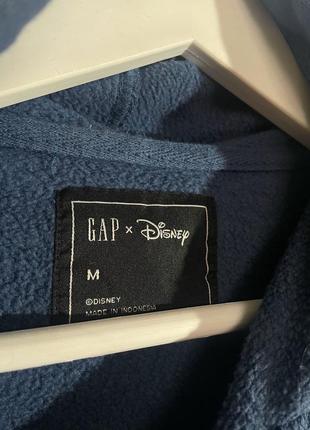 GAP × Disney
M
©DISNEY
MADE IN INDONESIA